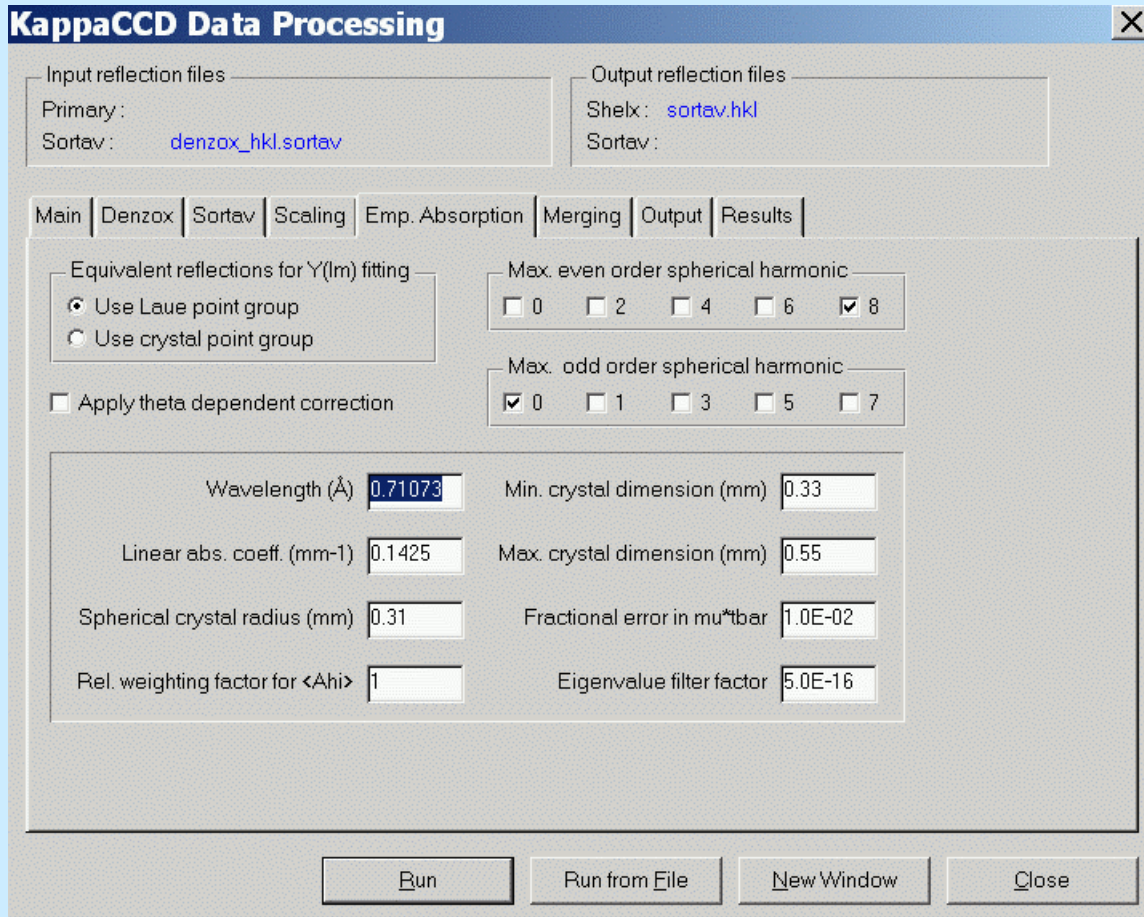 KappaCCD Data Processing
Input reflection files
Primary :
Sortav : denzox_hkl.sortav
Output reflection files
Shelx : sortav.hkl
Sortav :
Main Denzox Sortav Scaling Emp. Absorption Merging Output Results
Equivalent reflections for Y(lm) fitting
Use Laue point group
Use crystal point group
Apply theta dependent correction
Max. even order spherical harmonic
0 2 4 6 8
Max. odd order spherical harmonic
0 1 3 5 7
Wavelength (Å) 0.71073 Min. crystal dimension (mm) 0.33
Linear abs. coeff. (mm-1) 0.1425 Max. crystal dimension (mm) 0.55
Spherical crystal radius (mm) 0.31 Fractional error in mu*tbar 1.0E-02
Rel. weighting factor for <Ahi> 1 Eigenvalue filter factor 5.0E-16
Run Run from File New Window Close